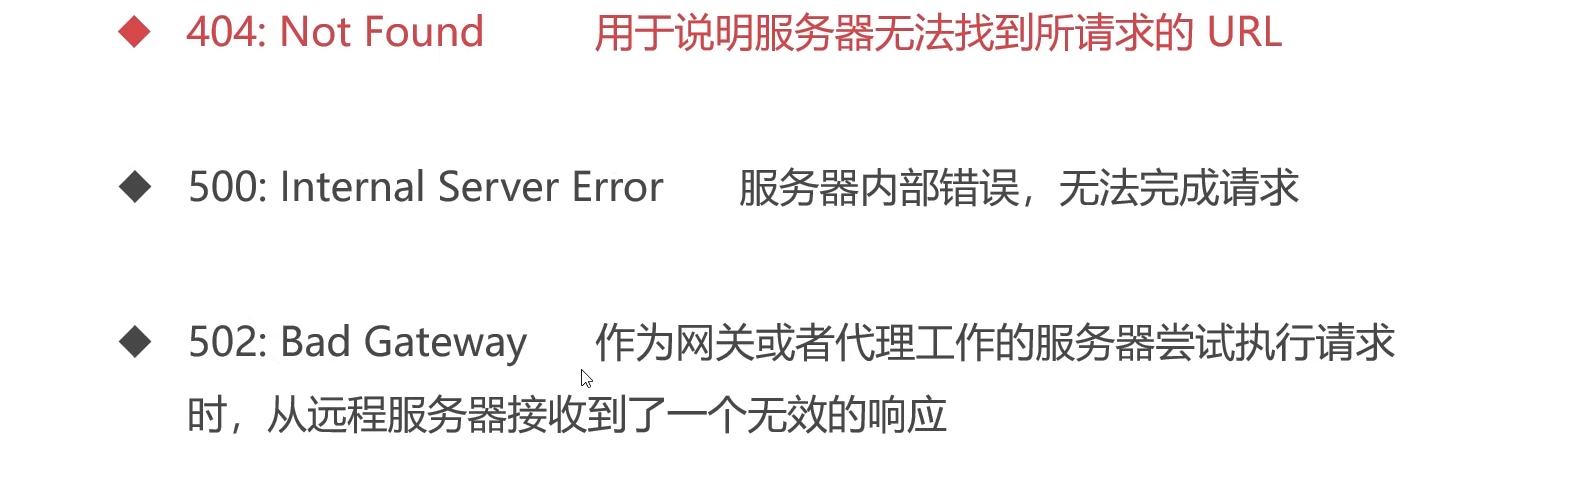 ◆ 404: Not Found 用于说明服务器无法找到所请求的 URL
◆ 500: Internal Server Error 服务器内部错误，无法完成请求
◆ 502: Bad Gateway 作为网关或者代理工作的服务器尝试执行请求
时，从远程服务器接收到了一个无效的响应